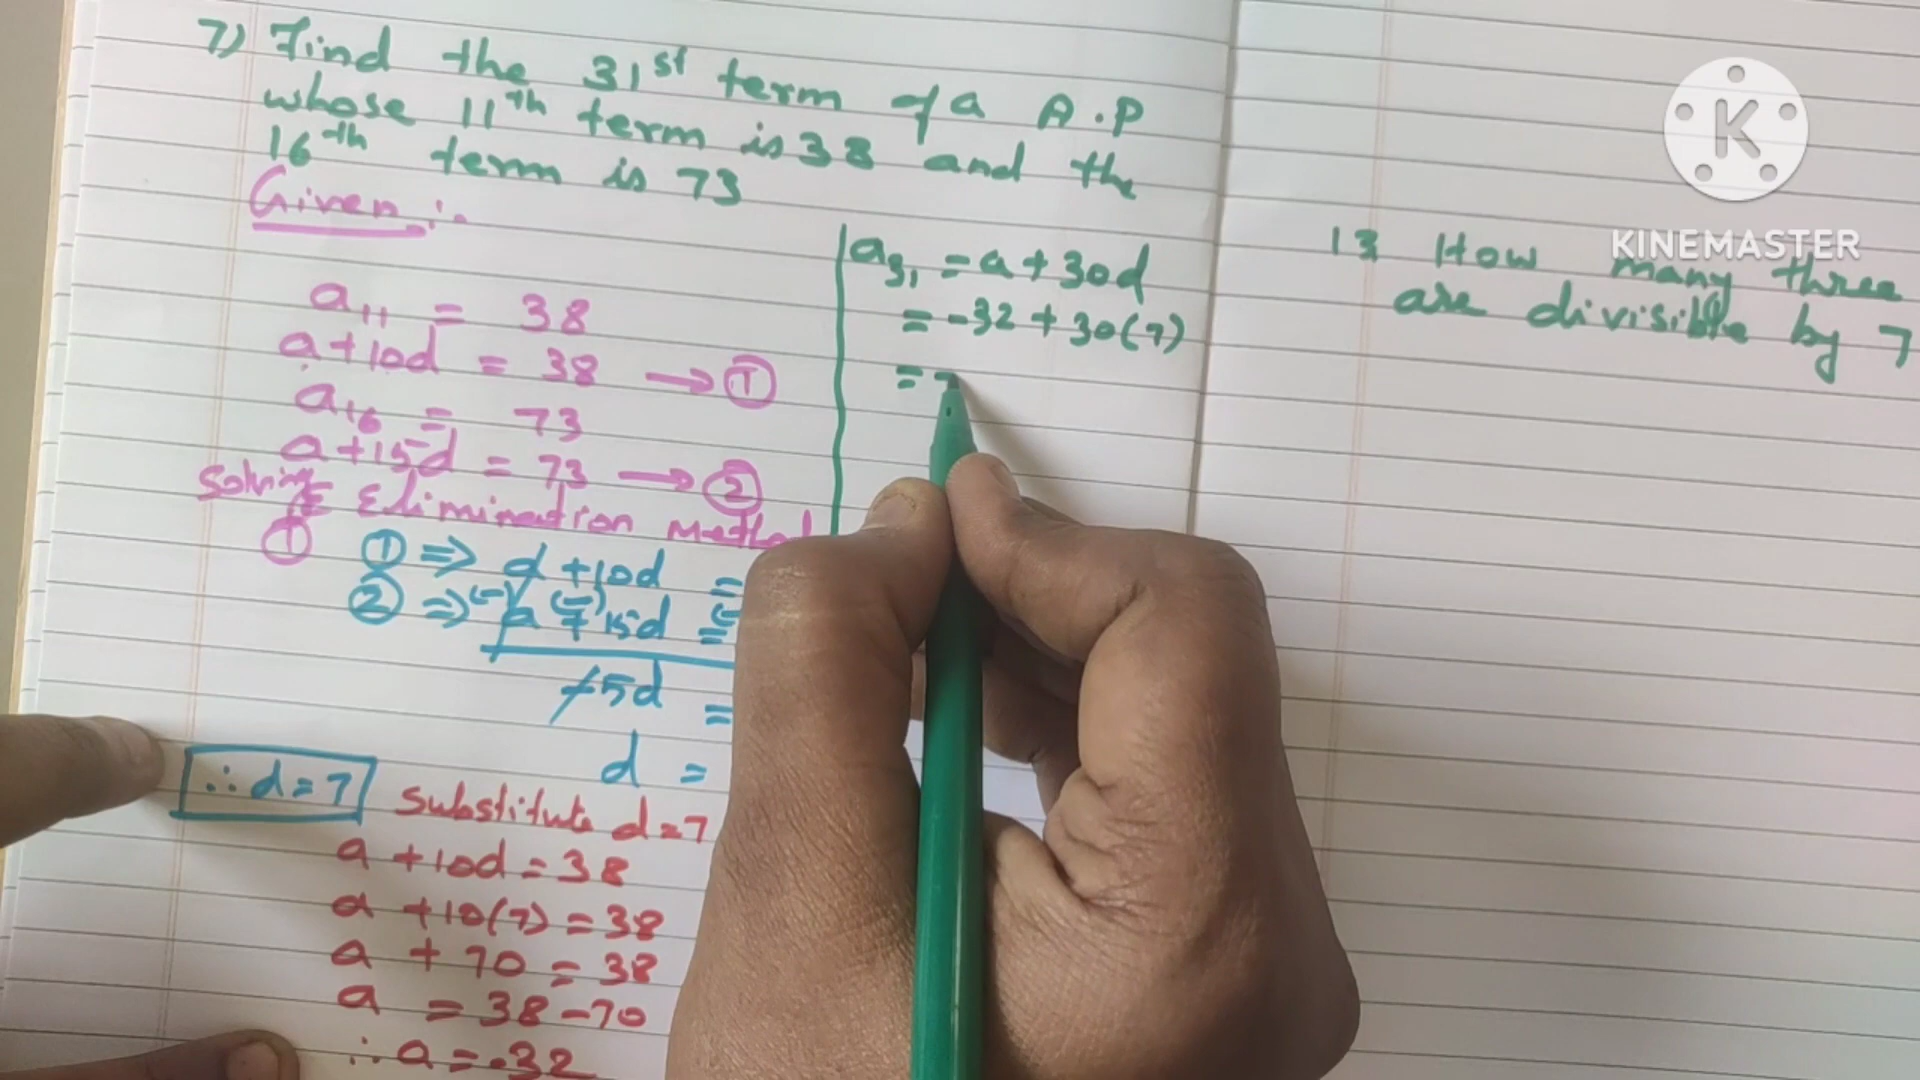 7) Find the 31st term of a A.P
whose 11th term is 38 and the
16th term is 73
Given :-
a11 = 38
a+10d = 38 → ①
a16 = 73
a+15d = 73 → ②
Solving Elimination Method
①
① ⇒ a +10d =
② ⇒ (-) a (-) + 15d (-) =
-5d =
d =
∴ d = 7
Substitute d=7
a +10d = 38
a +10(7) = 38
a + 70 = 38
a = 38-70
∴ a = -32
a31 = a+30d
= -32 + 30(7)
= -
13 How many three
are divisible by 7
K
KINEMASTER